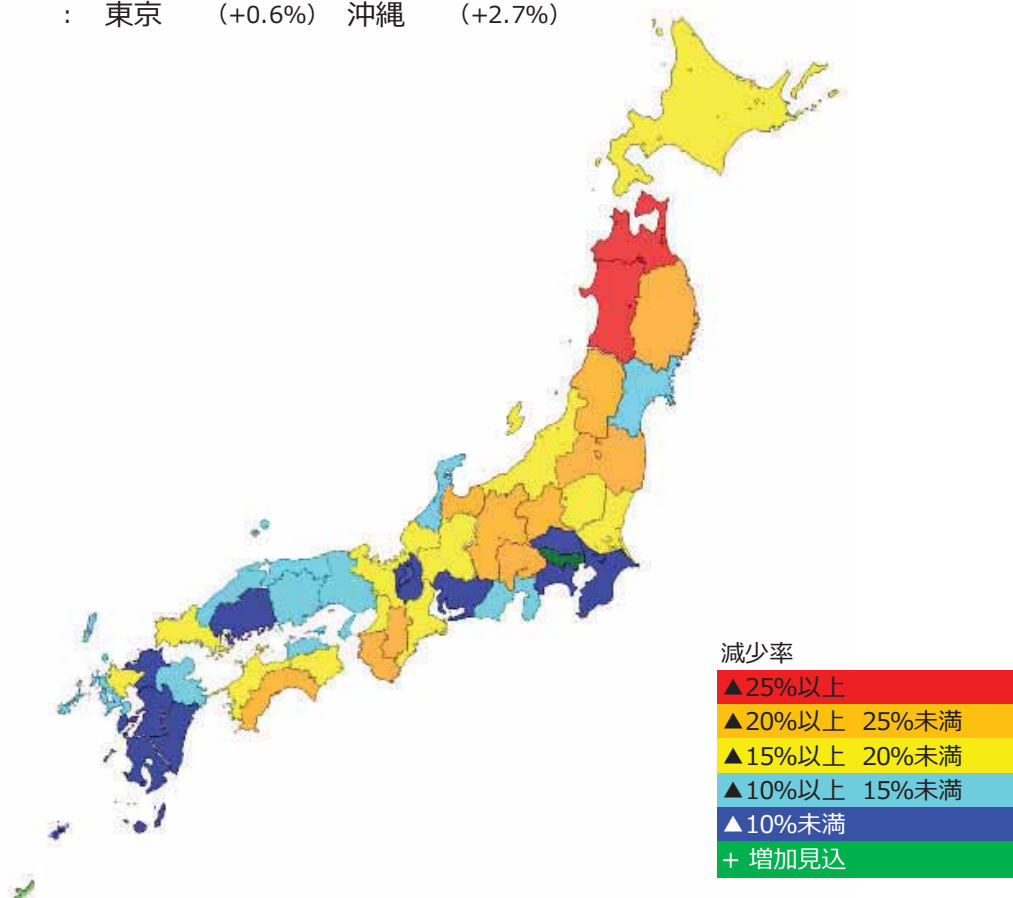 ： 東京 （+0.6%） 沖縄 （+2.7%）
減少率
▲25%以上
▲20%以上 25%未満
▲15%以上 20%未満
▲10%以上 15%未満
▲10%未満
+ 増加見込